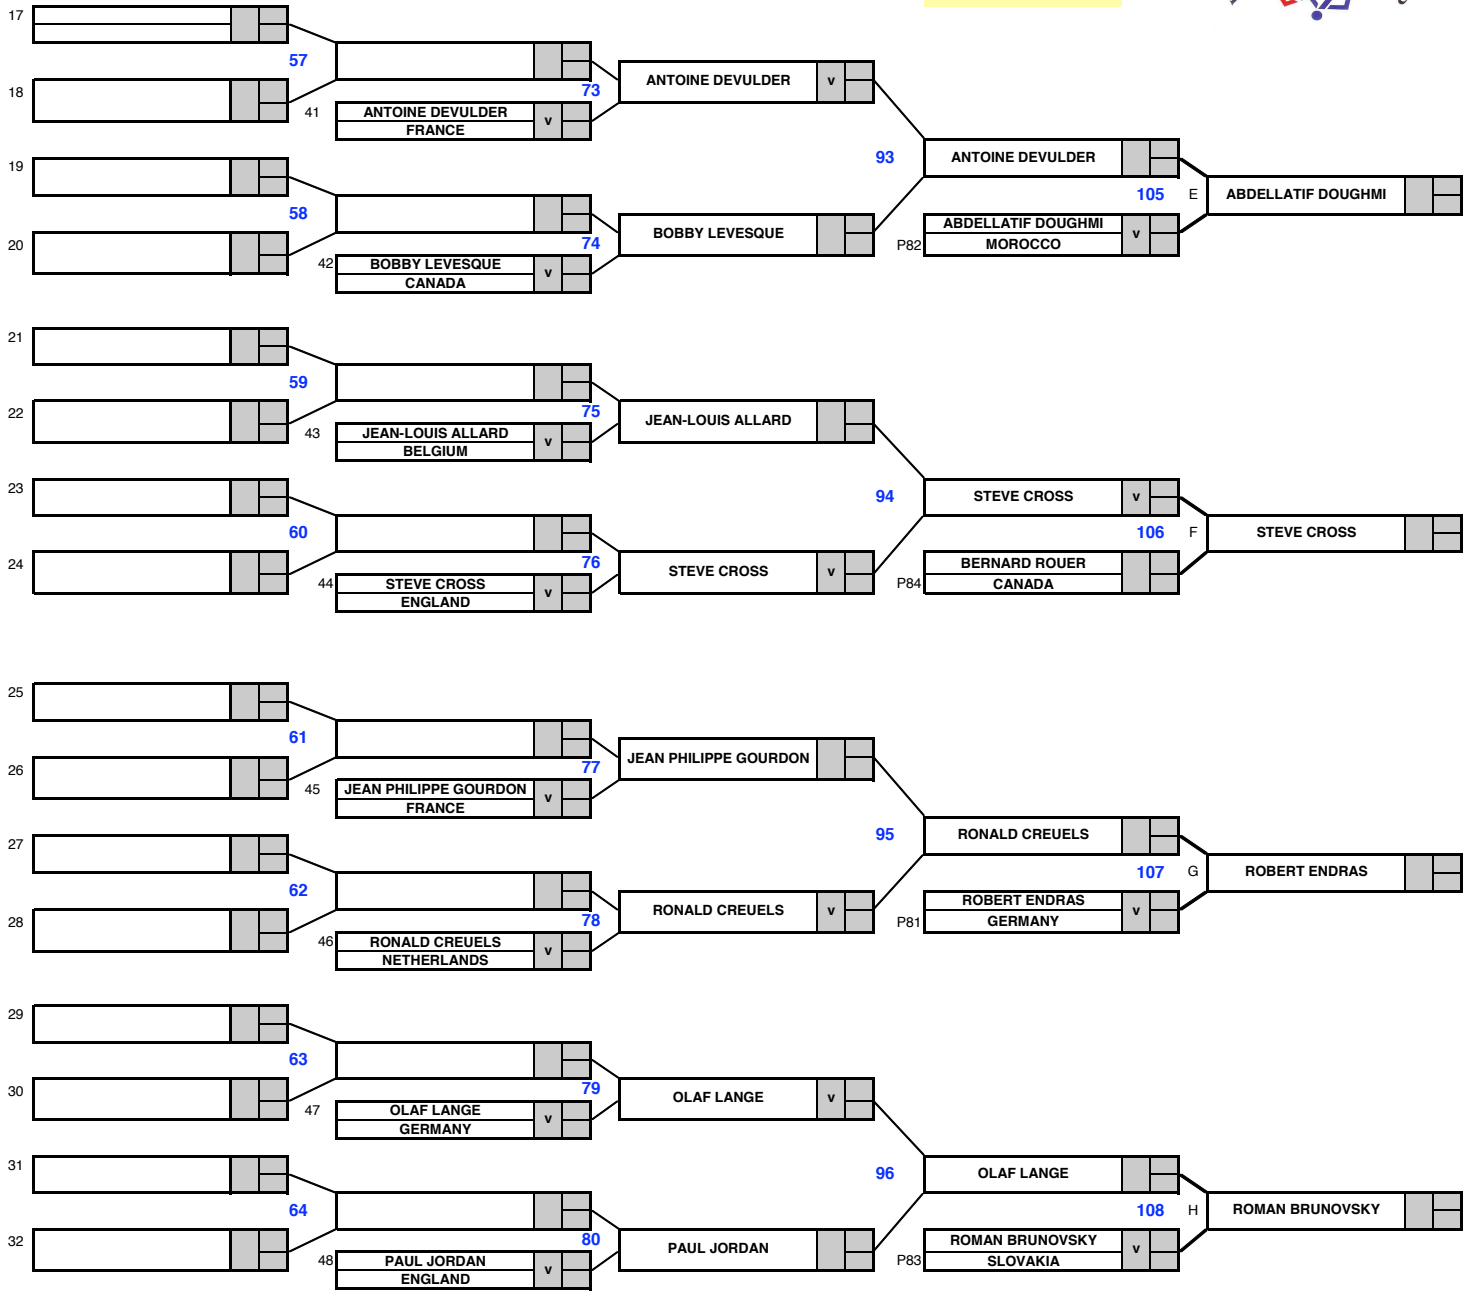 17
57
18
73
ANTOINE DEVULDER v
41
ANTOINE DEVULDER v
FRANCE
93
ANTOINE DEVULDER
19
58
20
74
BOBBY LEVESQUE
42
BOBBY LEVESQUE v
CANADA
105 E
ABDELLATIF DOUGHMI
P82
ABDELLATIF DOUGHMI v
MOROCCO
21
59
22
75
JEAN-LOUIS ALLARD
43
JEAN-LOUIS ALLARD v
BELGIUM
94
STEVE CROSS v
23
60
24
76
STEVE CROSS v
44
STEVE CROSS v
ENGLAND
106 F
STEVE CROSS
P84
BERNARD ROUER
CANADA
25
61
26
77
JEAN PHILIPPE GOURDON
45
JEAN PHILIPPE GOURDON v
FRANCE
95
RONALD CREUELS
27
62
28
78
RONALD CREUELS v
46
RONALD CREUELS v
NETHERLANDS
107 G
ROBERT ENDRAS
P81
ROBERT ENDRAS v
GERMANY
29
63
30
79
OLAF LANGE v
47
OLAF LANGE v
GERMANY
96
OLAF LANGE
31
64
32
80
PAUL JORDAN
48
PAUL JORDAN v
ENGLAND
108 H
ROMAN BRUNOVSKY
P83
ROMAN BRUNOVSKY v
SLOVAKIA